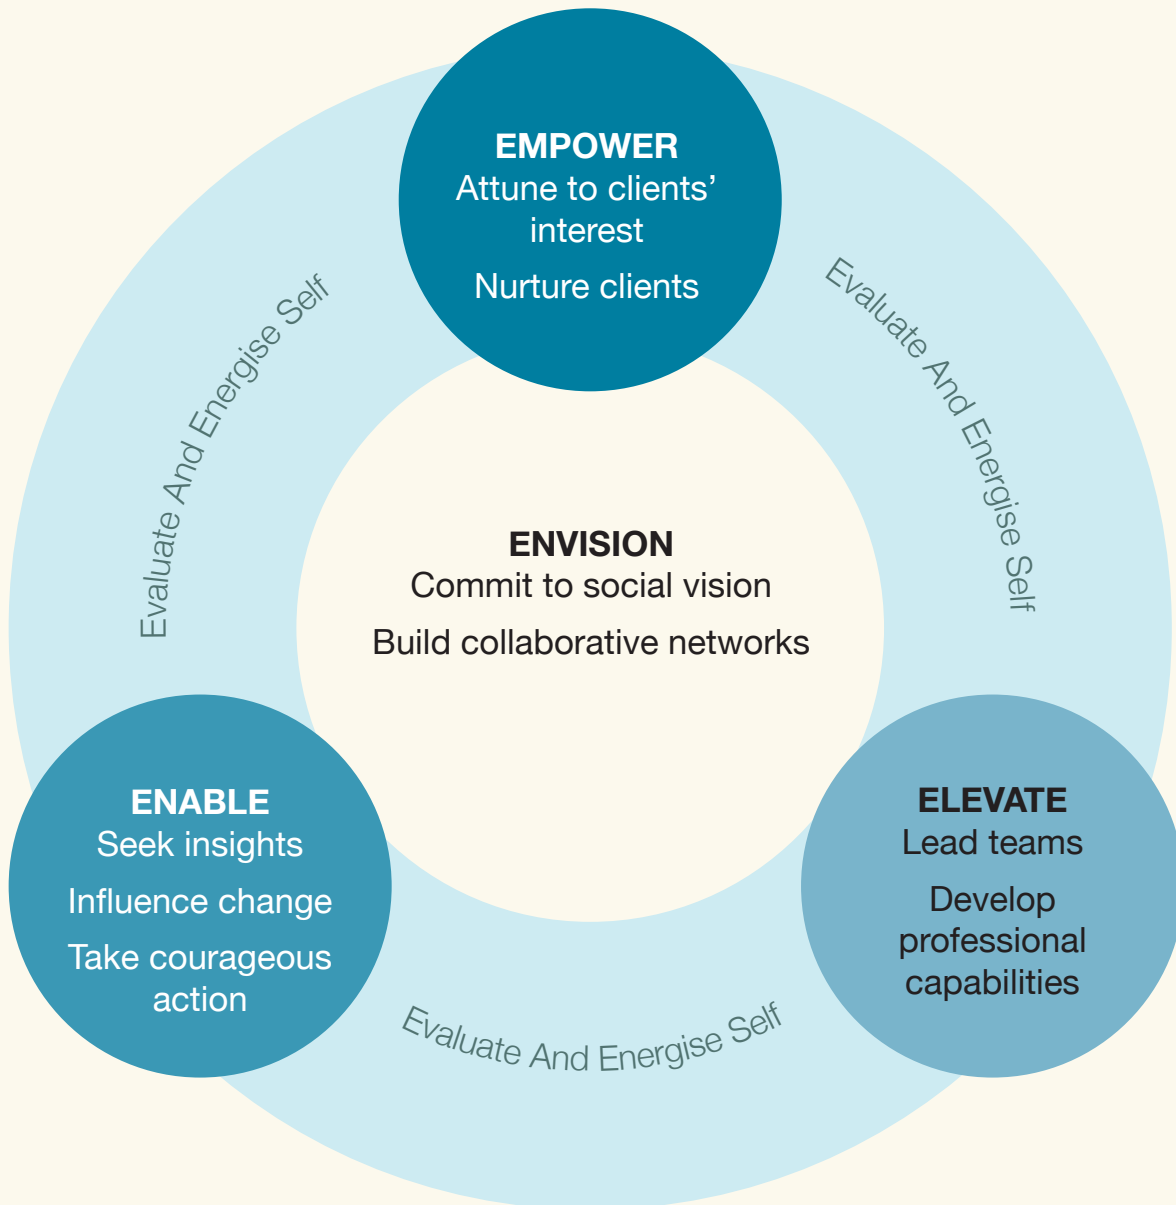 EMPOWER
Attune to clients’
interest
Nurture clients
Evaluate And Energise Self
Evaluate And Energise Self
ENVISION
Commit to social vision
Build collaborative networks
ENABLE
Seek insights
Influence change
Take courageous
action
ELEVATE
Lead teams
Develop
professional
capabilities
Evaluate And Energise Self